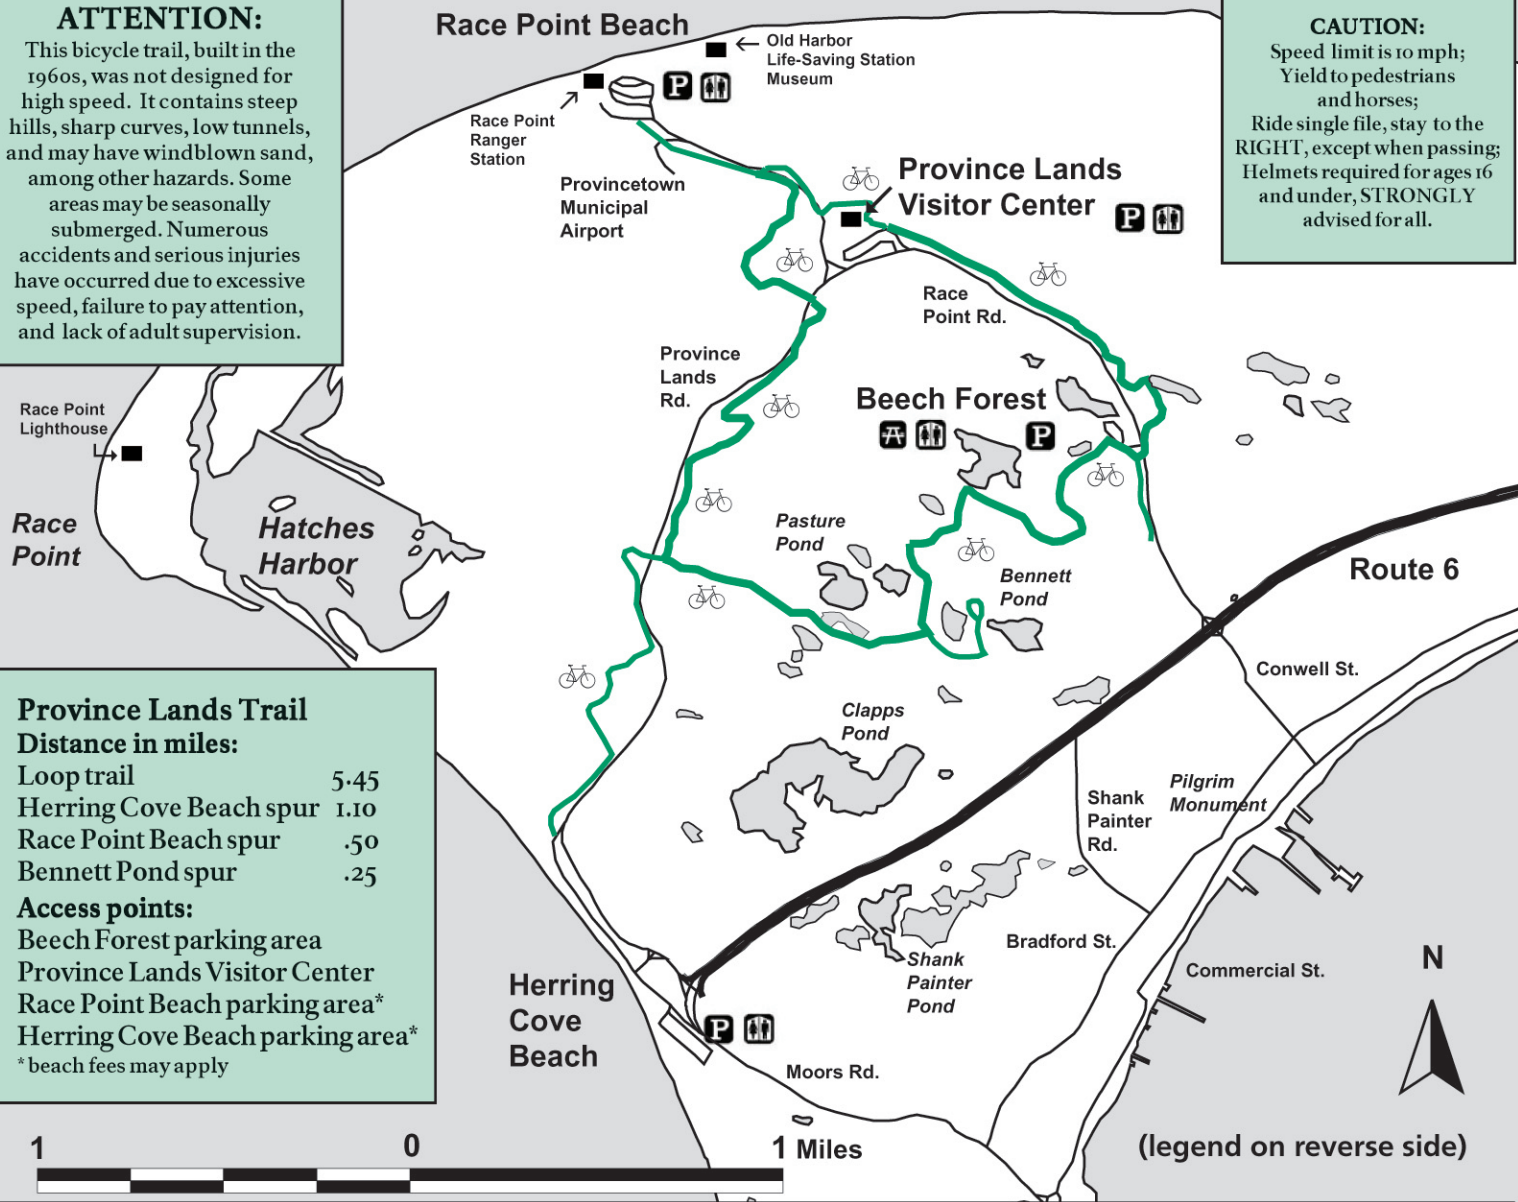 ATTENTION:
This bicycle trail, built in the
1960s, was not designed for
high speed. It contains steep
hills, sharp curves, low tunnels,
and may have windblown sand,
among other hazards. Some
areas may be seasonally
submerged. Numerous
accidents and serious injuries
have occurred due to excessive
speed, failure to pay attention,
and lack of adult supervision.
Race Point Beach
Old Harbor
Life-Saving Station
Museum
P
Race Point
Ranger
Station
Provincetown
Municipal
Airport
Province Lands
Visitor Center
P
CAUTION:
Speed limit is 10 mph;
Yield to pedestrians
and horses;
Ride single file, stay to the
RIGHT, except when passing;
Helmets required for ages 16
and under, STRONGLY
advised for all.
Race
Point Rd.
Province
Lands
Rd.
Beech Forest
P
Race Point
Lighthouse
Race
Point
Hatches
Harbor
Pasture
Pond
Bennett
Pond
Route 6
Conwell St.
Clapps
Pond
Shank
Painter
Rd.
Pilgrim
Monument
Province Lands Trail
Distance in miles:
Loop trail 5.45
Herring Cove Beach spur 1.10
Race Point Beach spur .50
Bennett Pond spur .25
Access points:
Beech Forest parking area
Province Lands Visitor Center
Race Point Beach parking area*
Herring Cove Beach parking area*
*beach fees may apply
Bradford St.
Shank
Painter
Pond
Commercial St.
N
Herring
Cove
Beach
P
Moors Rd.
1 0 1 Miles
(legend on reverse side)